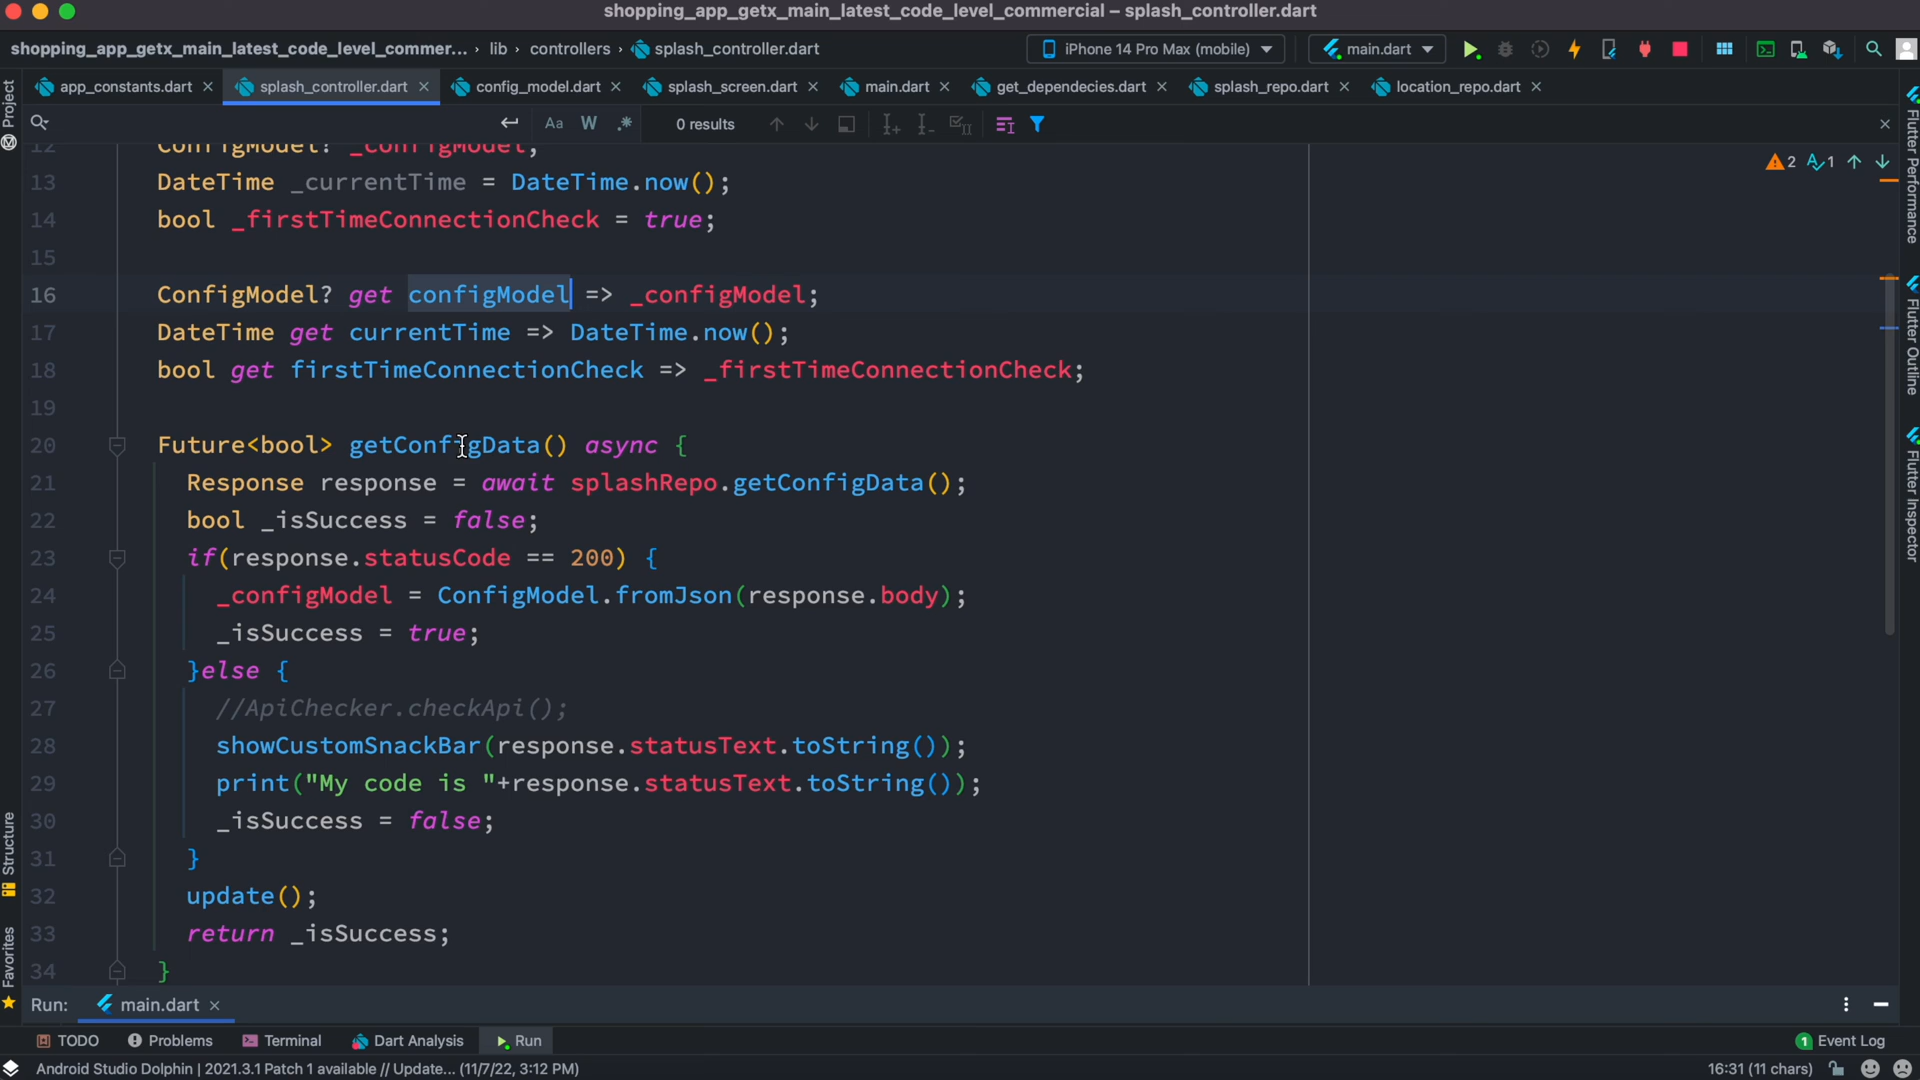 shopping_app_getx_main_latest_code_level_commercial – splash_controller.dart
shopping_app_getx_main_latest_code_level_commer... › lib › controllers › splash_controller.dart
iPhone 14 Pro Max (mobile)
main.dart
app_constants.dart
splash_controller.dart
config_model.dart
splash_screen.dart
main.dart
get_dependecies.dart
splash_repo.dart
location_repo.dart
Aa W .* 0 results
2 1
12 ConfigModel? _configModel;
13 DateTime _currentTime = DateTime.now();
14 bool _firstTimeConnectionCheck = true;
15
16 ConfigModel? get configModel => _configModel;
17 DateTime get currentTime => DateTime.now();
18 bool get firstTimeConnectionCheck => _firstTimeConnectionCheck;
19
20 Future<bool> getConfigData() async {
21 Response response = await splashRepo.getConfigData();
22 bool _isSuccess = false;
23 if(response.statusCode == 200) {
24 _configModel = ConfigModel.fromJson(response.body);
25 _isSuccess = true;
26 }else {
27 //ApiChecker.checkApi();
28 showCustomSnackBar(response.statusText.toString());
29 print("My code is "+response.statusText.toString());
30 _isSuccess = false;
31 }
32 update();
33 return _isSuccess;
34 }
Project
Structure
Favorites
Flutter Performance
Flutter Outline
Flutter Inspector
Run: main.dart
TODO
Problems
Terminal
Dart Analysis
Run
1 Event Log
Android Studio Dolphin | 2021.3.1 Patch 1 available // Update... (11/7/22, 3:12 PM)
16:31 (11 chars)